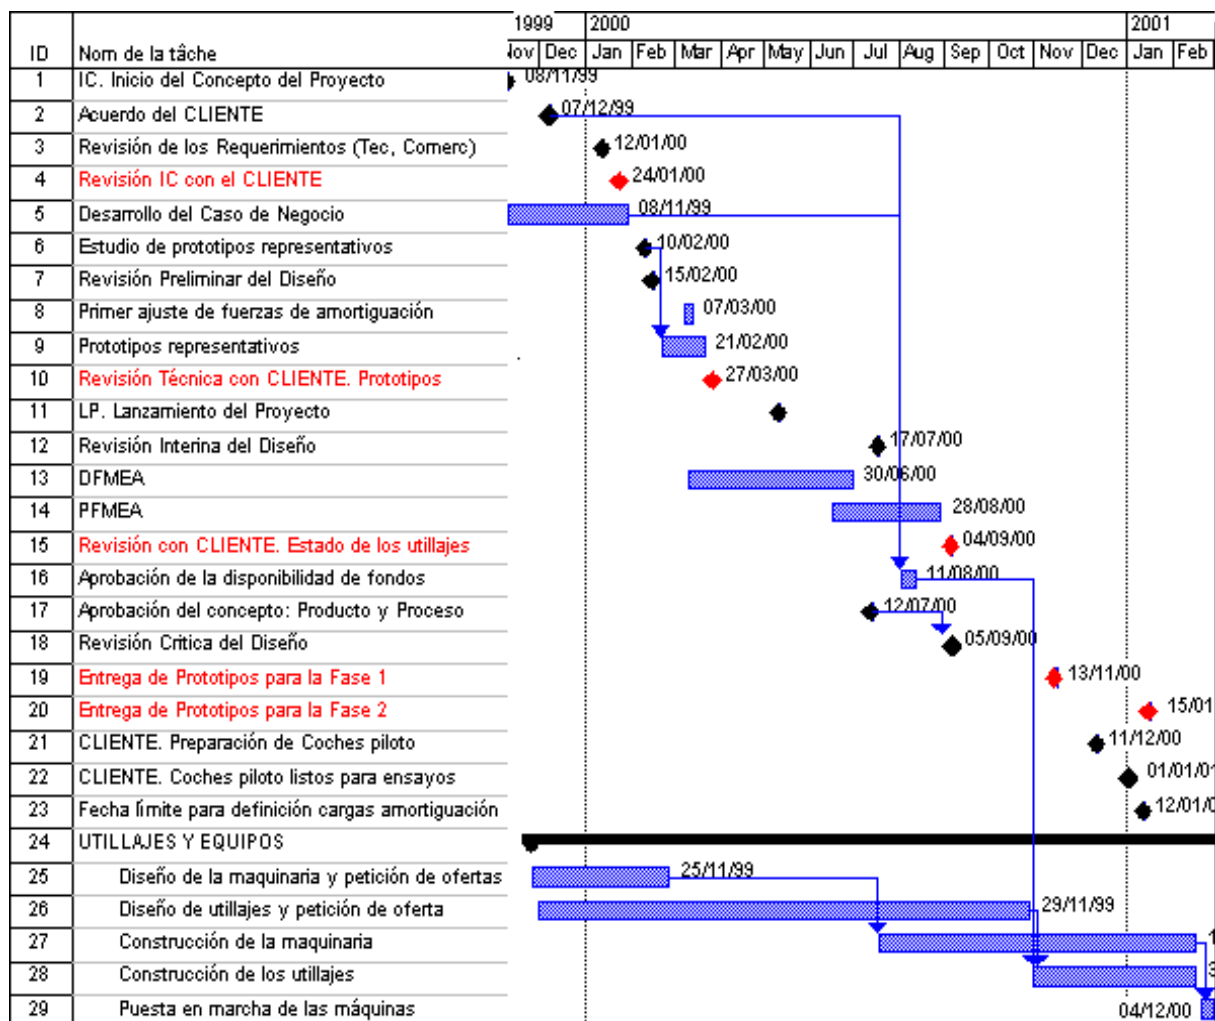 1999 2000 2001
ID Nom de la tâche Nov Dec Jan Feb Mar Apr May Jun Jul Aug Sep Oct Nov Dec Jan Feb
1 IC. Inicio del Concepto del Proyecto 08/11/99
2 Acuerdo del CLIENTE 07/12/99
3 Revisión de los Requerimientos (Tec, Comerc) 12/01/00
4 Revisión IC con el CLIENTE 24/01/00
5 Desarrollo del Caso de Negocio 08/11/99
6 Estudio de prototipos representativos 10/02/00
7 Revisión Preliminar del Diseño 15/02/00
8 Primer ajuste de fuerzas de amortiguación 07/03/00
9 Prototipos representativos 21/02/00
10 Revisión Técnica con CLIENTE. Prototipos 27/03/00
11 LP. Lanzamiento del Proyecto
12 Revisión Interina del Diseño 17/07/00
13 DFMEA 30/06/00
14 PFMEA 28/08/00
15 Revisión con CLIENTE. Estado de los utillajes 04/09/00
16 Aprobación de la disponibilidad de fondos 11/08/00
17 Aprobación del concepto: Producto y Proceso 12/07/00
18 Revisión Critica del Diseño 05/09/00
19 Entrega de Prototipos para la Fase 1 13/11/00
20 Entrega de Prototipos para la Fase 2 15/01
21 CLIENTE. Preparación de Coches piloto 11/12/00
22 CLIENTE. Coches piloto listos para ensayos 01/01/01
23 Fecha límite para definición cargas amortiguación 12/01/0
24 UTILLAJES Y EQUIPOS
25 Diseño de la maquinaria y petición de ofertas 25/11/99
26 Diseño de utillajes y petición de oferta 29/11/99
27 Construcción de la maquinaria 1
28 Construcción de los utillajes 3
29 Puesta en marcha de las máquinas 04/12/00